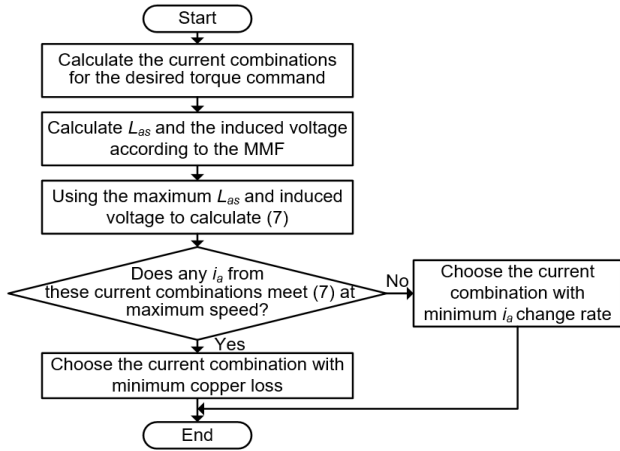 Start
Calculate the current combinations
for the desired torque command
Calculate Las and the induced voltage
according to the MMF
Using the maximum Las and induced
voltage to calculate (7)
Does any ia from
these current combinations meet (7) at
maximum speed?
No
Choose the current
combination with
minimum ia change rate
Yes
Choose the current combination with
minimum copper loss
End